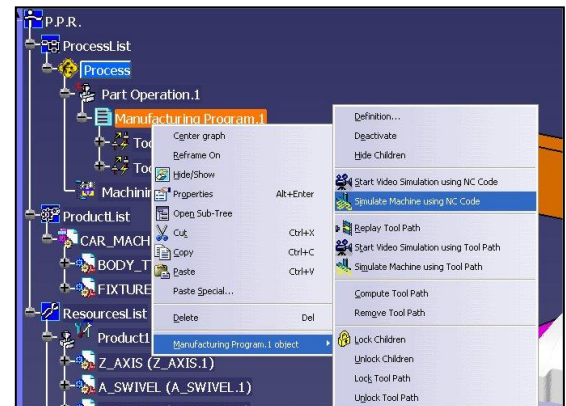 P.P.R.
ProcessList
Process
Part Operation.1
Manufacturing Program.1
Too
Too
Machinin
ProductList
CAR_MACH
BODY_T
FIXTURE
ResourcesList
Product1
Z_AXIS (Z_AXIS.1)
A_SWIVEL (A_SWIVEL.1)
Center graph
Reframe On
Hide/Show
Properties Alt+Enter
Open Sub-Tree
Cut Ctrl+X
Copy Ctrl+C
Paste Ctrl+V
Paste Special...
Delete Del
Manufacturing Program.1 object
Definition...
Deactivate
Hide Children
Start Video Simulation using NC Code
Simulate Machine using NC Code
Replay Tool Path
Start Video Simulation using Tool Path
Simulate Machine using Tool Path
Compute Tool Path
Remove Tool Path
Lock Children
Unlock Children
Lock Tool Path
Unlock Tool Path